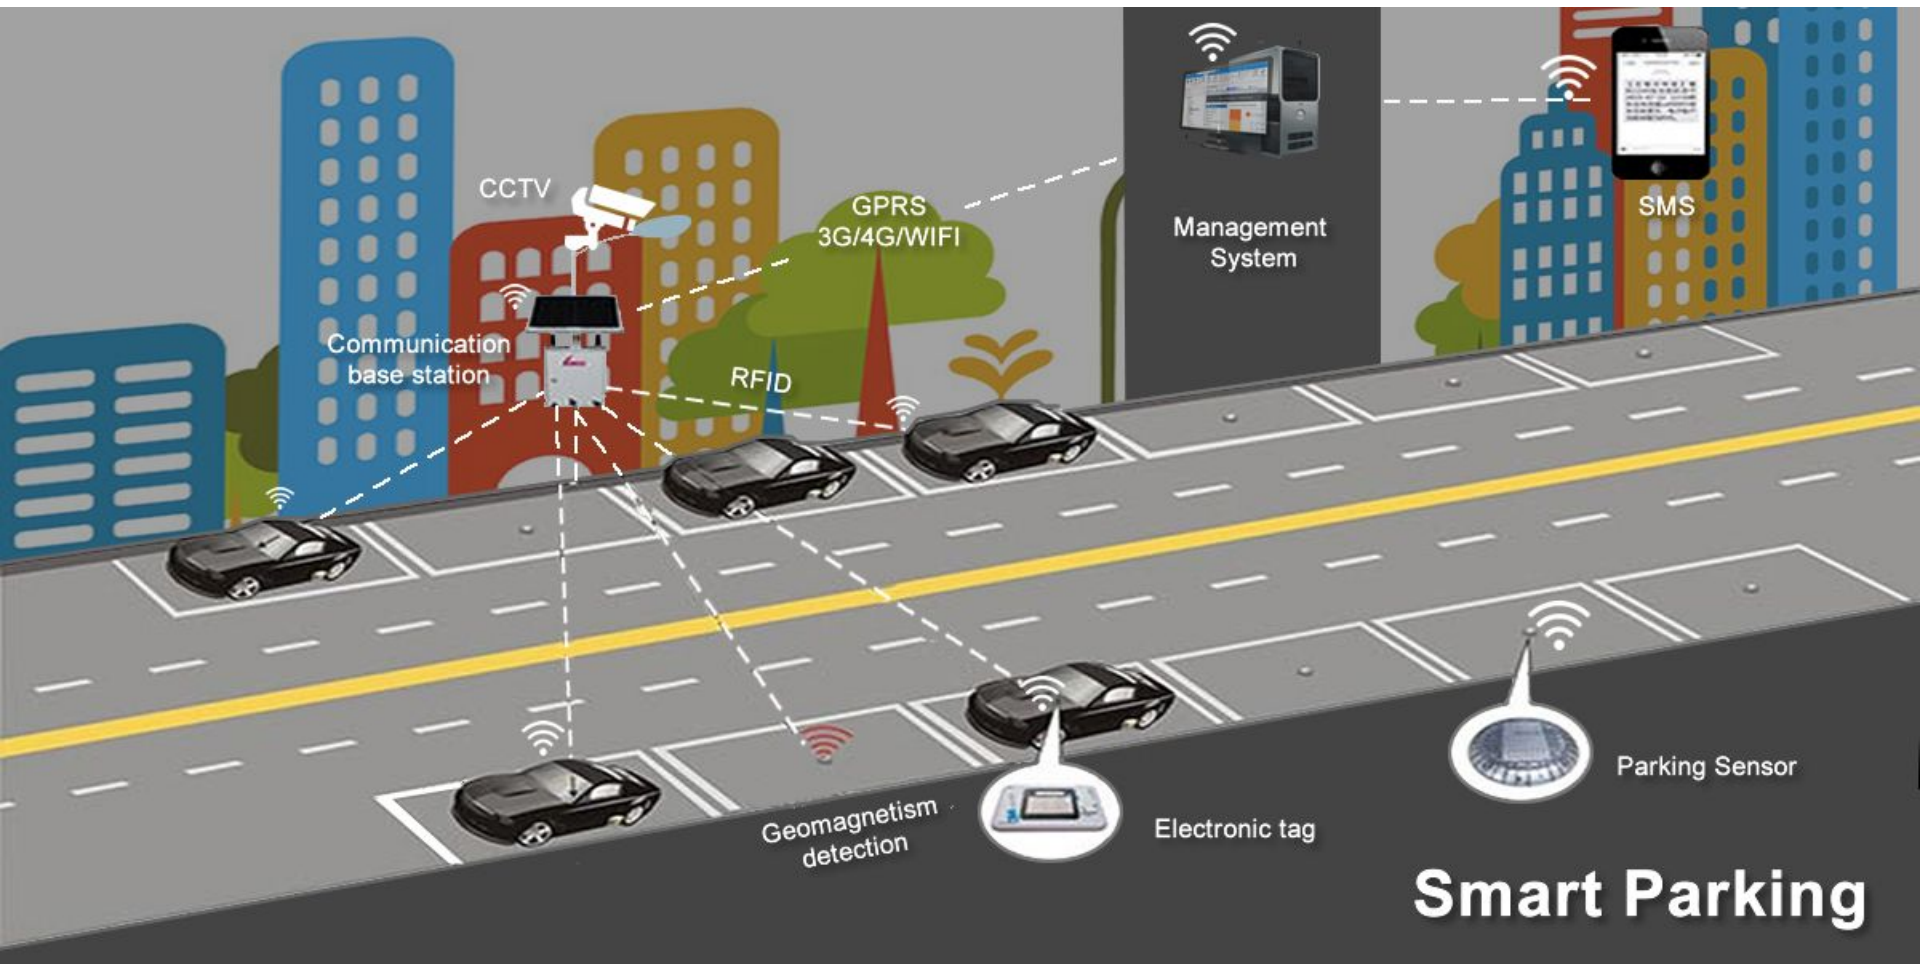 CCTV
GPRS
3G/4G/WIFI
Management
System
SMS
Communication
base station
RFID
Geomagnetism
detection
Electronic tag
Parking Sensor
Smart Parking